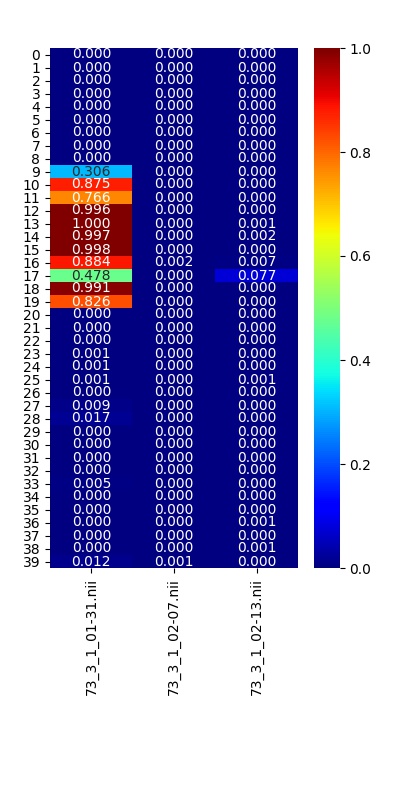 0 0.000 0.000 0.000
1 0.000 0.000 0.000
2 0.000 0.000 0.000
3 0.000 0.000 0.000
4 0.000 0.000 0.000
5 0.000 0.000 0.000
6 0.000 0.000 0.000
7 0.000 0.000 0.000
8 0.000 0.000 0.000
9 0.306 0.000 0.000
10 0.875 0.000 0.000
11 0.766 0.000 0.000
12 0.996 0.000 0.000
13 1.000 0.000 0.001
14 0.997 0.000 0.002
15 0.998 0.000 0.000
16 0.884 0.002 0.007
17 0.478 0.000 0.077
18 0.991 0.000 0.000
19 0.826 0.000 0.000
20 0.000 0.000 0.000
21 0.000 0.000 0.000
22 0.000 0.000 0.000
23 0.001 0.000 0.000
24 0.001 0.000 0.000
25 0.001 0.000 0.001
26 0.000 0.000 0.000
27 0.009 0.000 0.000
28 0.017 0.000 0.000
29 0.000 0.000 0.000
30 0.000 0.000 0.000
31 0.000 0.000 0.000
32 0.000 0.000 0.000
33 0.005 0.000 0.000
34 0.000 0.000 0.000
35 0.000 0.000 0.000
36 0.000 0.000 0.001
37 0.000 0.000 0.000
38 0.000 0.000 0.001
39 0.012 0.001 0.000
73_3_1_01-31.nii
73_3_1_02-07.nii
73_3_1_02-13.nii
1.0
0.8
0.6
0.4
0.2
0.0